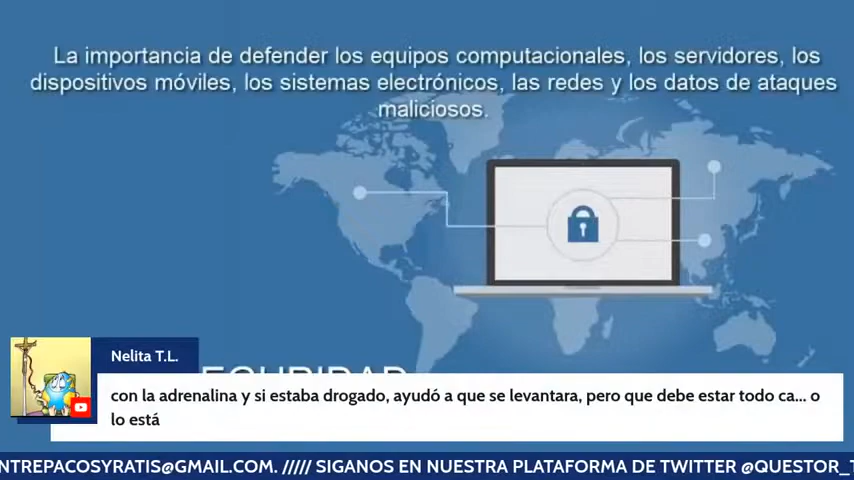 La importancia de defender los equipos computacionales, los servidores, los
dispositivos móviles, los sistemas electrónicos, las redes y los datos de ataques
maliciosos.
Nelita T.L.
con la adrenalina y si estaba drogado, ayudó a que se levantara, pero que debe estar todo ca... o
lo está
NTREPACOSYRATIS@GMAIL.COM. ///// SIGANOS EN NUESTRA PLATAFORMA DE TWITTER @QUESTOR_